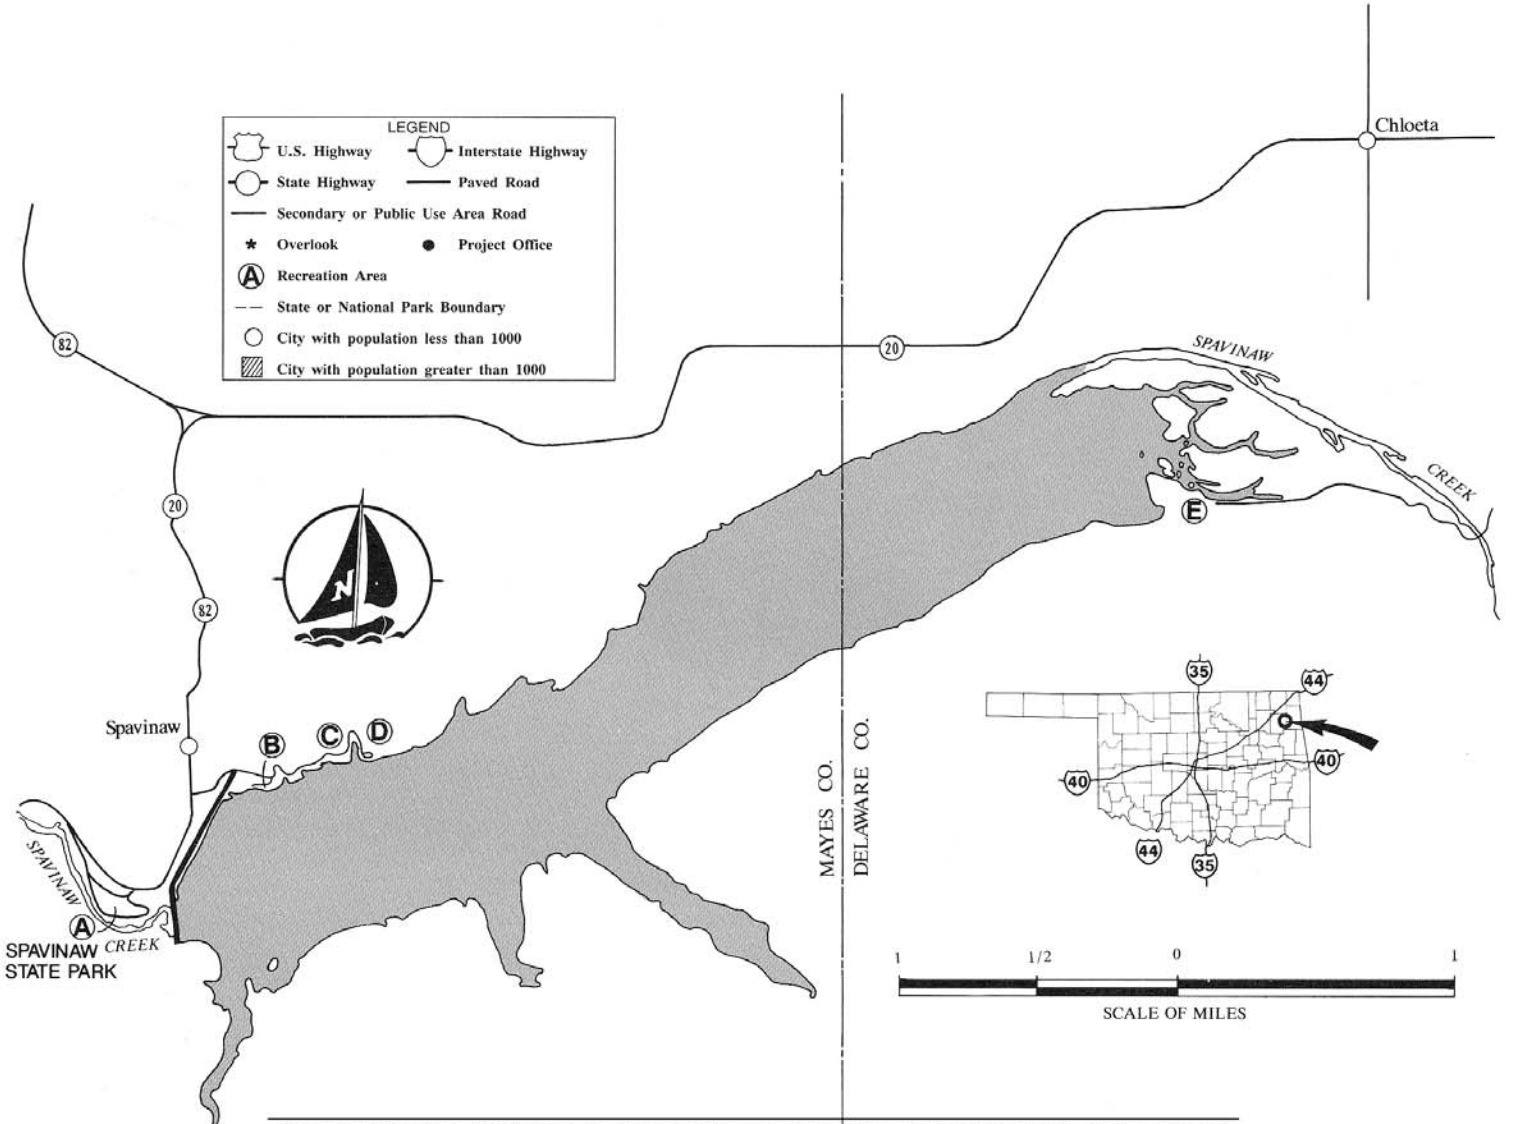 Chloeta
LEGEND
U.S. Highway
Interstate Highway
State Highway
Paved Road
Secondary or Public Use Area Road
* Overlook
Project Office
A Recreation Area
State or National Park Boundary
City with population less than 1000
City with population greater than 1000
82
20
SPAVINAW
CREEK
20
E
N
82
35
44
Spavinaw
B
C
D
40
40
MAYES CO.
DELAWARE CO.
44
35
SPAVINAW
CREEK
A
SPAVINAW
STATE PARK
1
1/2
0
1
SCALE OF MILES